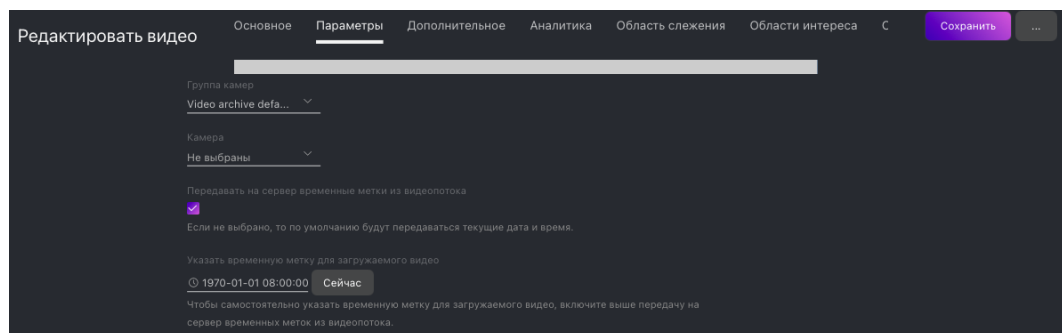 Редактировать видео
Основное Параметры Дополнительное Аналитика Область слежения Области интереса С Сохранить ...
Группа камер
Video archive defa...
Камера
Не выбраны
Передавать на сервер временные метки из видеопотока
Если не выбрано, то по умолчанию будут передаваться текущие дата и время.
Указать временную метку для загружаемого видео
1970-01-01 08:00:00 Сейчас
Чтобы самостоятельно указать временную метку для загружаемого видео, включите выше передачу на
сервер временных меток из видеопотока.